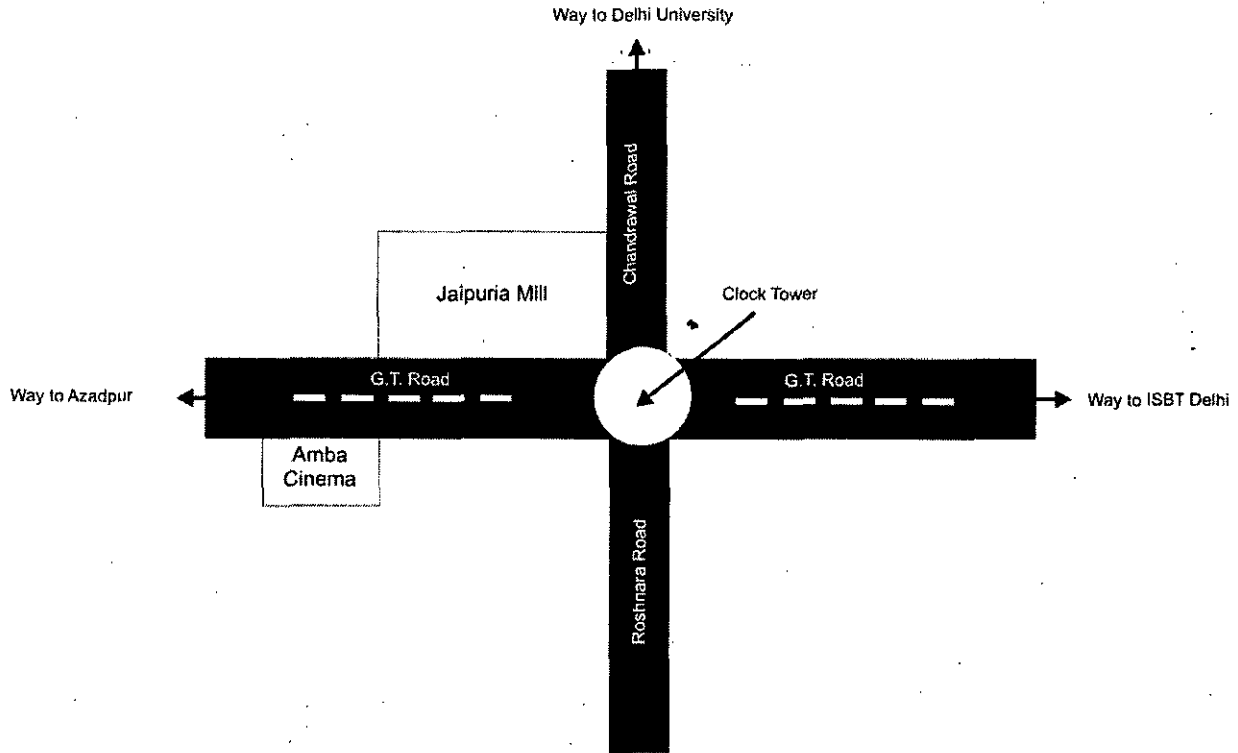 Way to Delhi University
Chandrawal Road
Jaipuria Mill
Clock Tower
G.T. Road
G.T. Road
Way to Azadpur
Way to ISBT Delhi
Amba
Cinema
Roshnara Road